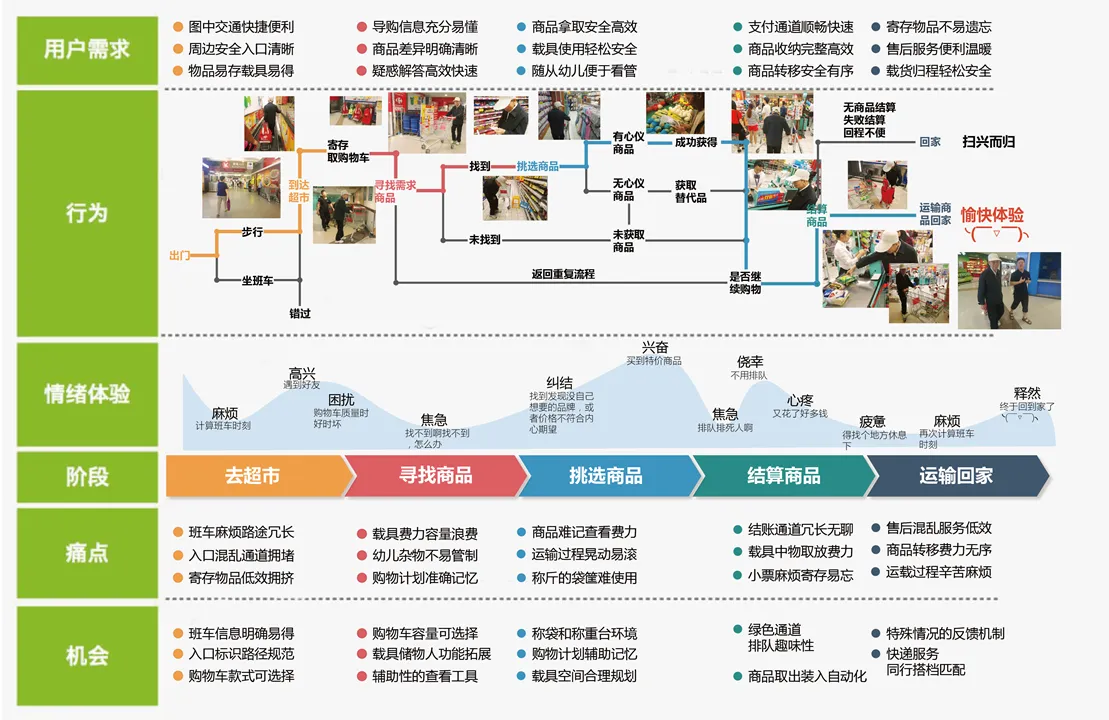 用户需求
图中交通快捷便利
周边安全入口清晰
物品易存载具易得
导购信息充分易懂
商品差异明确清晰
疑惑解答高效快速
商品拿取安全高效
载具使用轻松安全
随从幼儿便于看管
支付通道顺畅快速
商品收纳完整高效
商品转移安全有序
寄存物品不易遗忘
售后服务便利温暖
载货归程轻松安全
行为
出门
步行
坐班车
错过
到达
超市
寄存
取购物车
寻找需求
商品
找到
未找到
挑选商品
有心仪
商品
无心仪
商品
未获取
商品
成功获得
获取
替代品
返回重复流程
是否继
续购物
结算
商品
无商品结算
失败结算
回程不便
回家
扫兴而归
运输商
品回家
愉快体验
情绪体验
麻烦
计算班车时刻
高兴
遇到好友
困扰
购物车质量时
好时坏
焦急
找不到啊找不到
，怎么办
纠结
找到发现没自己
想要的品牌，或
者价格不符合内
心期望
兴奋
买到特价商品
焦急
排队排死人啊
侥幸
不用排队
心疼
又花了好多钱
疲意
得找个地方休息
下
麻烦
再次计算班车
时刻
释然
终于回到家了
阶段
去超市
寻找商品
挑选商品
结算商品
运输回家
痛点
班车麻烦路途冗长
入口混乱通道拥堵
寄存物品低效拥挤
载具费力容量浪费
幼儿杂物不易管制
购物计划准确记忆
商品难记查看费力
运输过程晃动易滚
称斤的袋筐难使用
结账通道冗长无聊
载具中物取放费力
小票麻烦寄存易忘
售后混乱服务低效
商品转移费力无序
运载过程辛苦麻烦
机会
班车信息明确易得
入口标识路径规范
购物车款式可选择
购物车容量可选择
载具储物人功能拓展
辅助性的查看工具
称袋和称重台环境
购物计划辅助记忆
载具空间合理规划
绿色通道
排队趣味性
商品取出装入自动化
特殊情况的反馈机制
快递服务
同行搭档匹配